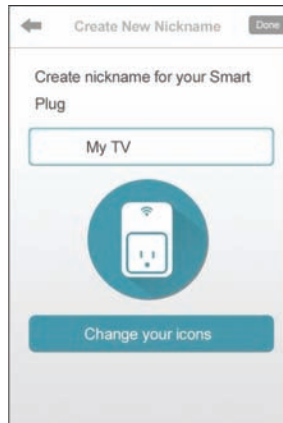 Create New Nickname
Done
Create nickname for your Smart
Plug
My TV
Change your icons